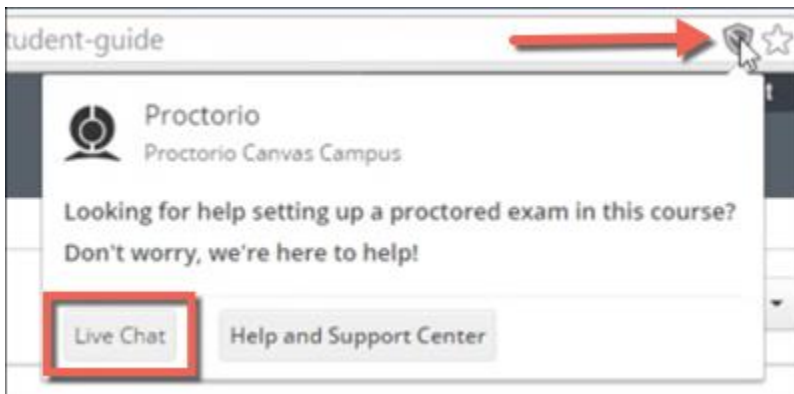 tudent-guide
Proctorio
Proctorio Canvas Campus
Looking for help setting up a proctored exam in this course?
Don't worry, we're here to help!
Live Chat Help and Support Center